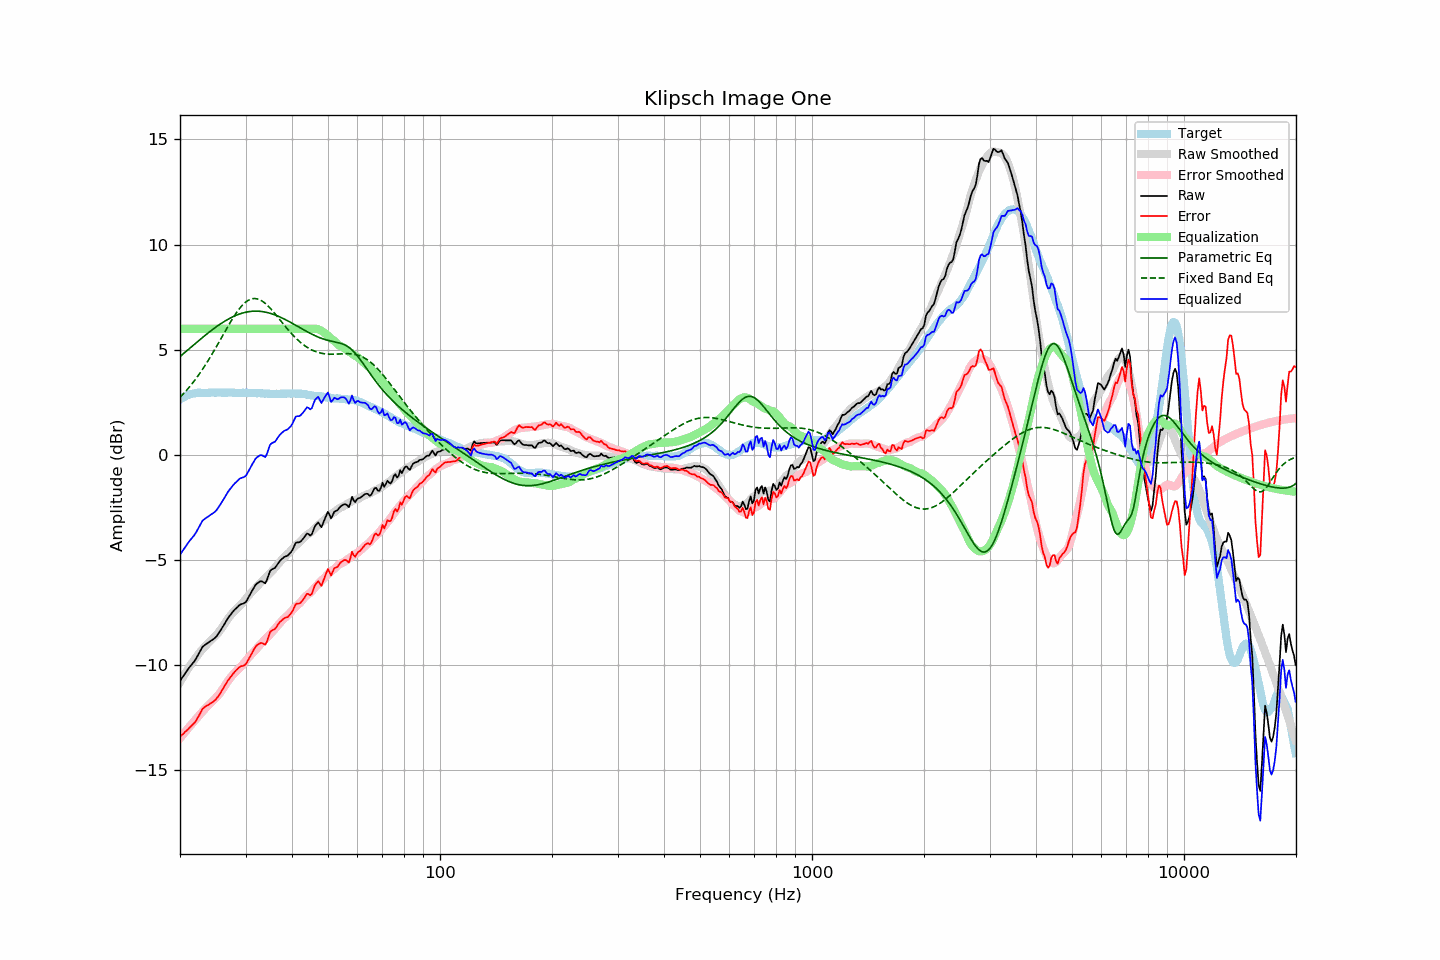 Klipsch Image One
Target
Raw Smoothed
Error Smoothed
Raw
Error
Equalization
Parametric Eq
Fixed Band Eq
Equalized
15
10
5
0
−5
−10
−15
Amplitude (dBr)
100
1000
10000
Frequency (Hz)